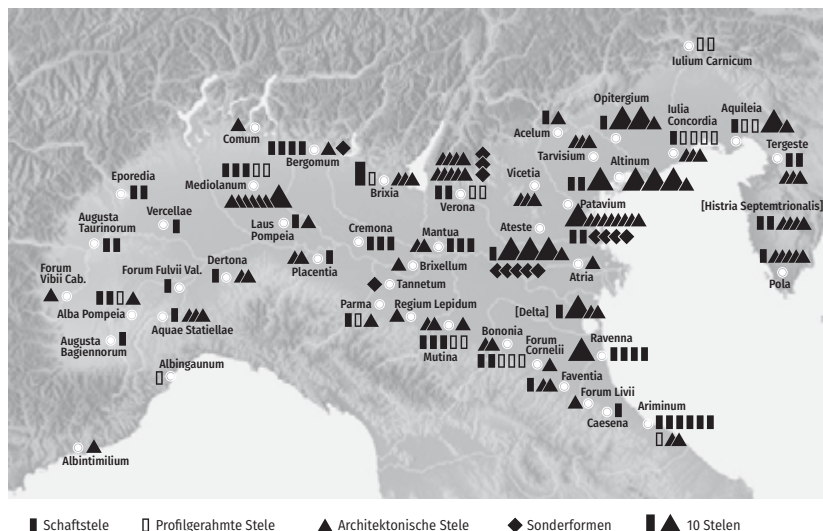 Iulium Carnicum
Opitergium
Iulia
Concordia
Aquileia
Acelum
Comum
Bergomum
Tarvisium
Tergeste
Eporedia
Mediolanum
Brixia
Verona
Vicetia
Altinum
Augusta
Taurinorum
Vercellae
Laus
Pompeia
Cremona
Mantua
Ateste
Patavium
[Histria Septemtrionalis]
Forum
Vibii Cab.
Forum Fulvii Val.
Dertona
Placentia
Brixellum
Atria
Pola
Tannetum
Alba Pompeia
Aquae Statiellae
Parma
Regium Lepidum
[Delta]
Augusta
Bagiennorum
Mutina
Bononia
Forum
Cornelii
Ravenna
Albingaunum
Faventia
Forum Livii
Caesena
Ariminum
Albintimilium
Schaftstele
Profilgerahmte Stele
Architektonische Stele
Sonderformen
10 Stelen